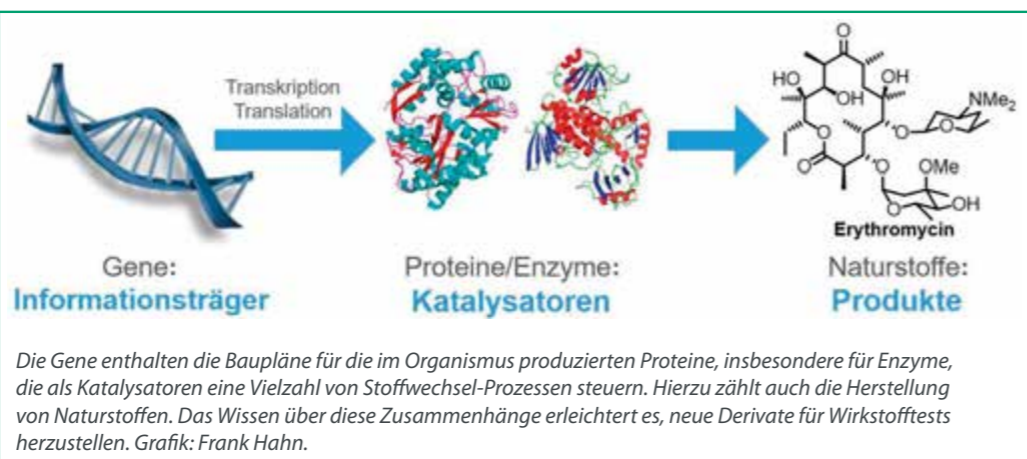 Transkription
Translation
O
HO
OH
OH
NMe2
O
O
O
O
O
OMe
O
OH
Erythromycin
Gene:
Informationsträger
Proteine/Enzyme:
Katalysatoren
Naturstoffe:
Produkte
Die Gene enthalten die Baupläne für die im Organismus produzierten Proteine, insbesondere für Enzyme,
die als Katalysatoren eine Vielzahl von Stoffwechsel-Prozessen steuern. Hierzu zählt auch die Herstellung
von Naturstoffen. Das Wissen über diese Zusammenhänge erleichtert es, neue Derivate für Wirkstofftests
herzustellen. Grafik: Frank Hahn.